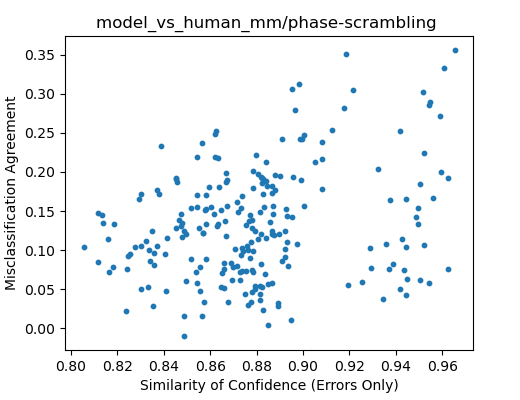 model_vs_human_mm/phase-scrambling
0.35
0.30
0.25
0.20
0.15
0.10
0.05
0.00
Misclassification Agreement
0.80 0.82 0.84 0.86 0.88 0.90 0.92 0.94 0.96
Similarity of Confidence (Errors Only)